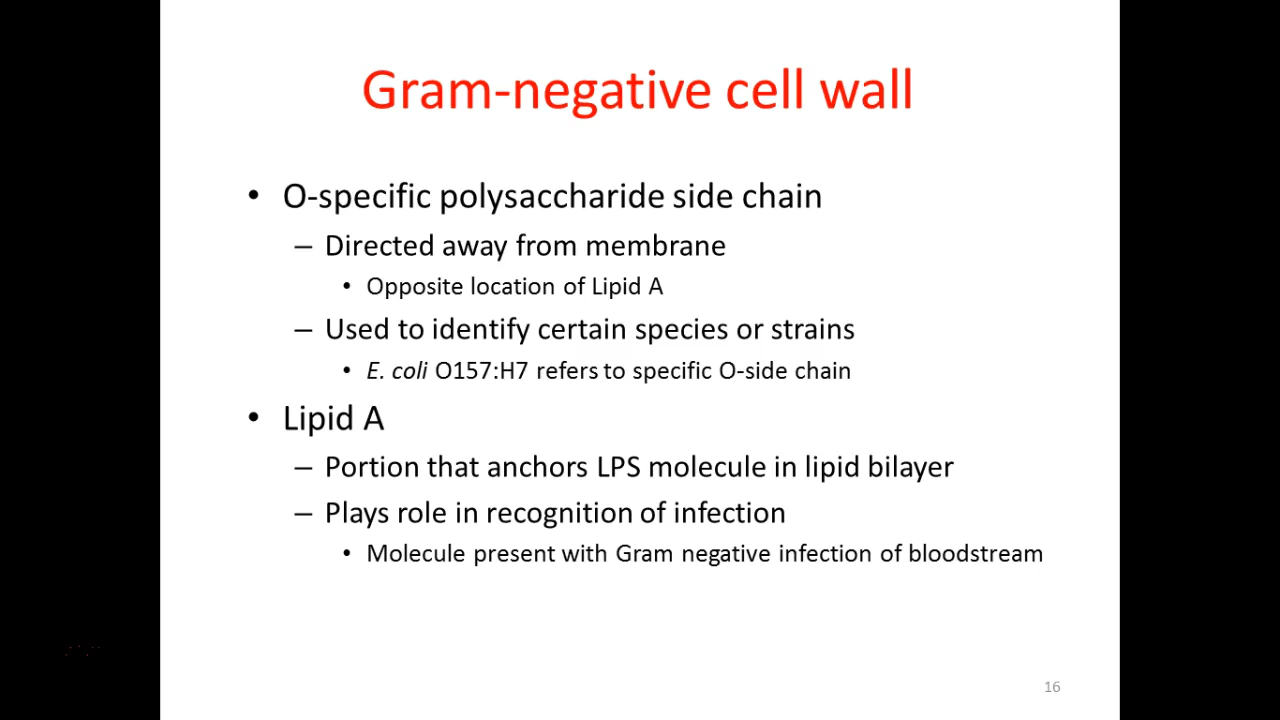 Gram-negative cell wall
• O-specific polysaccharide side chain
– Directed away from membrane
• Opposite location of Lipid A
– Used to identify certain species or strains
• E. coli O157:H7 refers to specific O-side chain
• Lipid A
– Portion that anchors LPS molecule in lipid bilayer
– Plays role in recognition of infection
• Molecule present with Gram negative infection of bloodstream
16